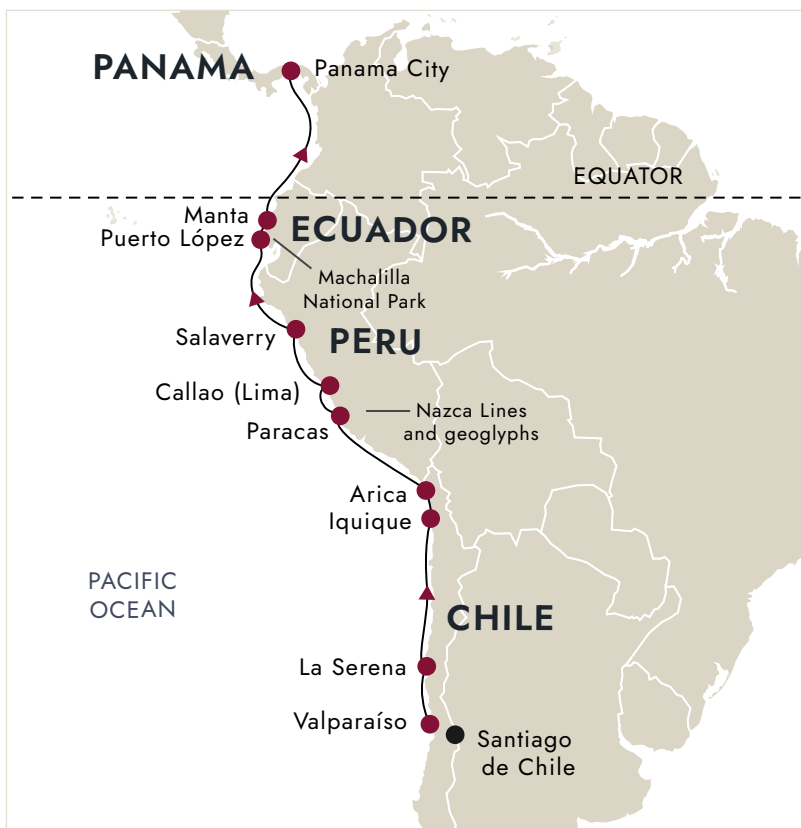 PANAMA
Panama City
EQUATOR
Manta
ECUADOR
Puerto López
Machalilla
National Park
Salaverry
PERU
Callao (Lima)
Nazca Lines
and geoglyphs
Paracas
Arica
Iquique
PACIFIC
OCEAN
CHILE
La Serena
Valparaíso
Santiago
de Chile